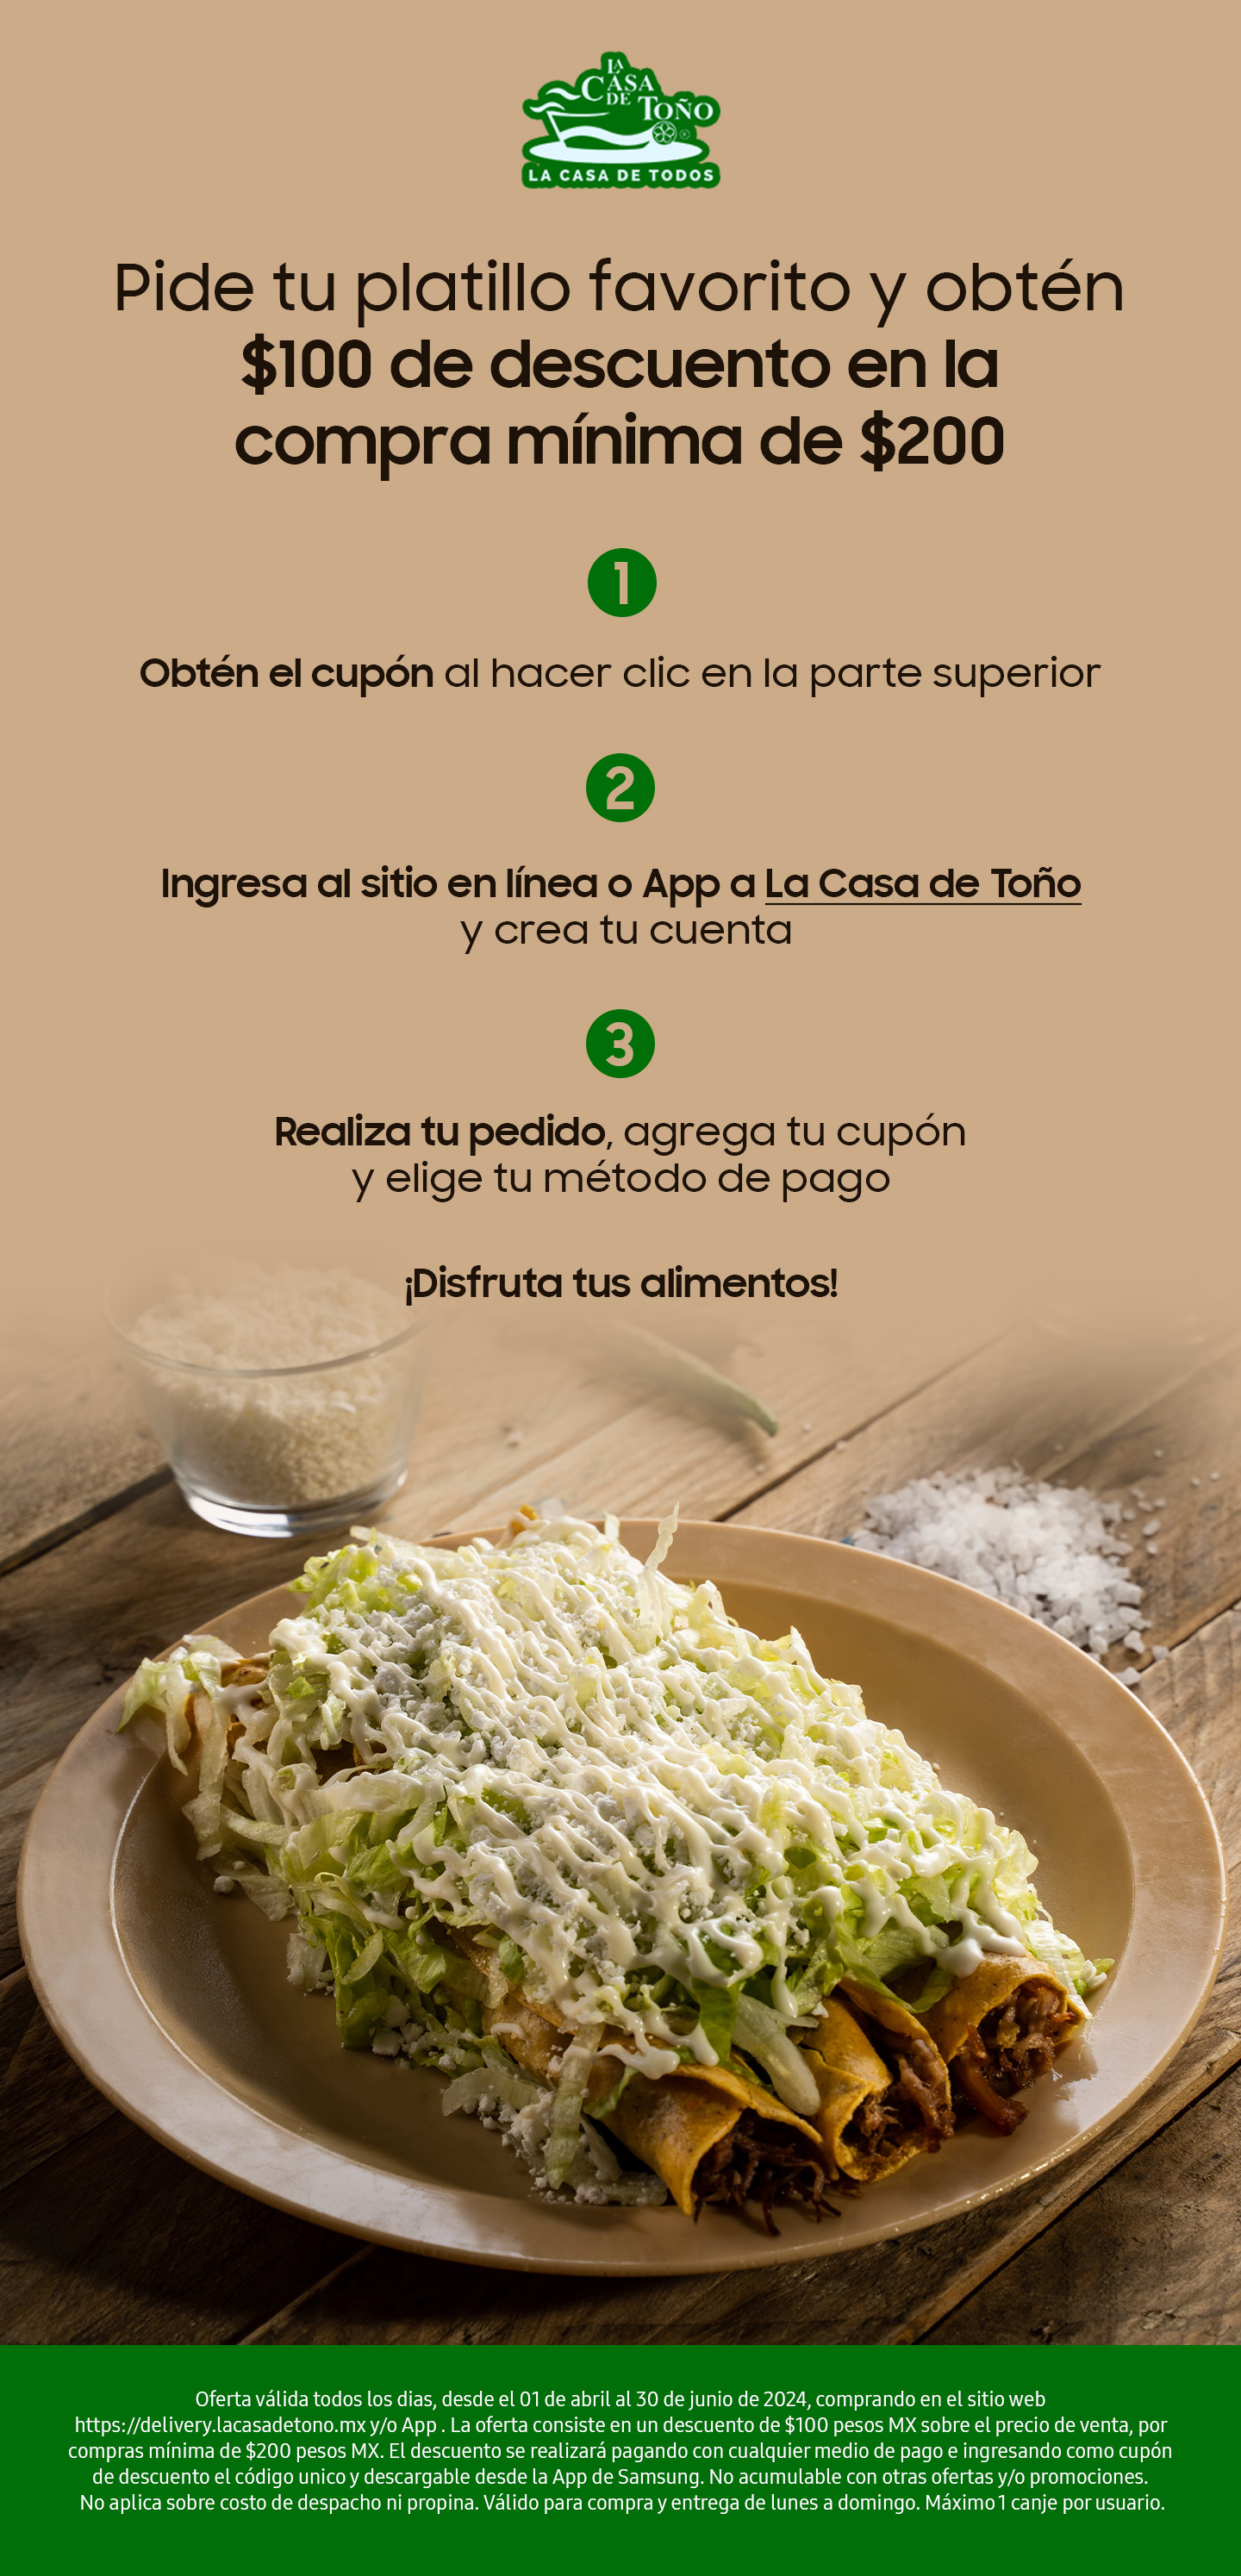 LA
CASA
DE TOÑO
LA CASA DE TODOS
Pide tu platillo favorito y obtén
$100 de descuento en la
compra mínima de $200
1
Obtén el cupón al hacer clic en la parte superior
2
Ingresa al sitio en línea o App a La Casa de Toño
y crea tu cuenta
3
Realiza tu pedido, agrega tu cupón
y elige tu método de pago
¡Disfruta tus alimentos!
Oferta válida todos los dias, desde el 01 de abril al 30 de junio de 2024, comprando en el sitio web
https://delivery.lacasadetono.mx y/o App . La oferta consiste en un descuento de $100 pesos MX sobre el precio de venta, por
compras mínima de $200 pesos MX. El descuento se realizará pagando con cualquier medio de pago e ingresando como cupón
de descuento el código unico y descargable desde la App de Samsung. No acumulable con otras ofertas y/o promociones.
No aplica sobre costo de despacho ni propina. Válido para compra y entrega de lunes a domingo. Máximo 1 canje por usuario.